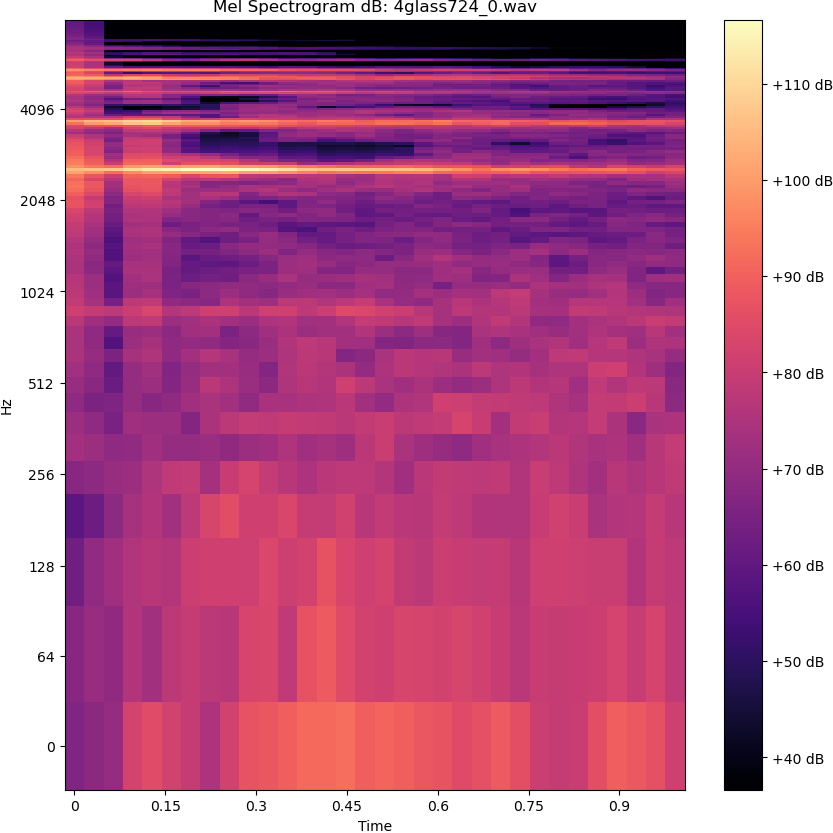 Mel Spectrogram dB: 4glass724_0.wav
+110 dB
4096
+100 dB
2048
+90 dB
1024
+80 dB
512
Hz
+70 dB
256
+60 dB
128
64
+50 dB
0
+40 dB
0 0.15 0.3 0.45 0.6 0.75 0.9
Time